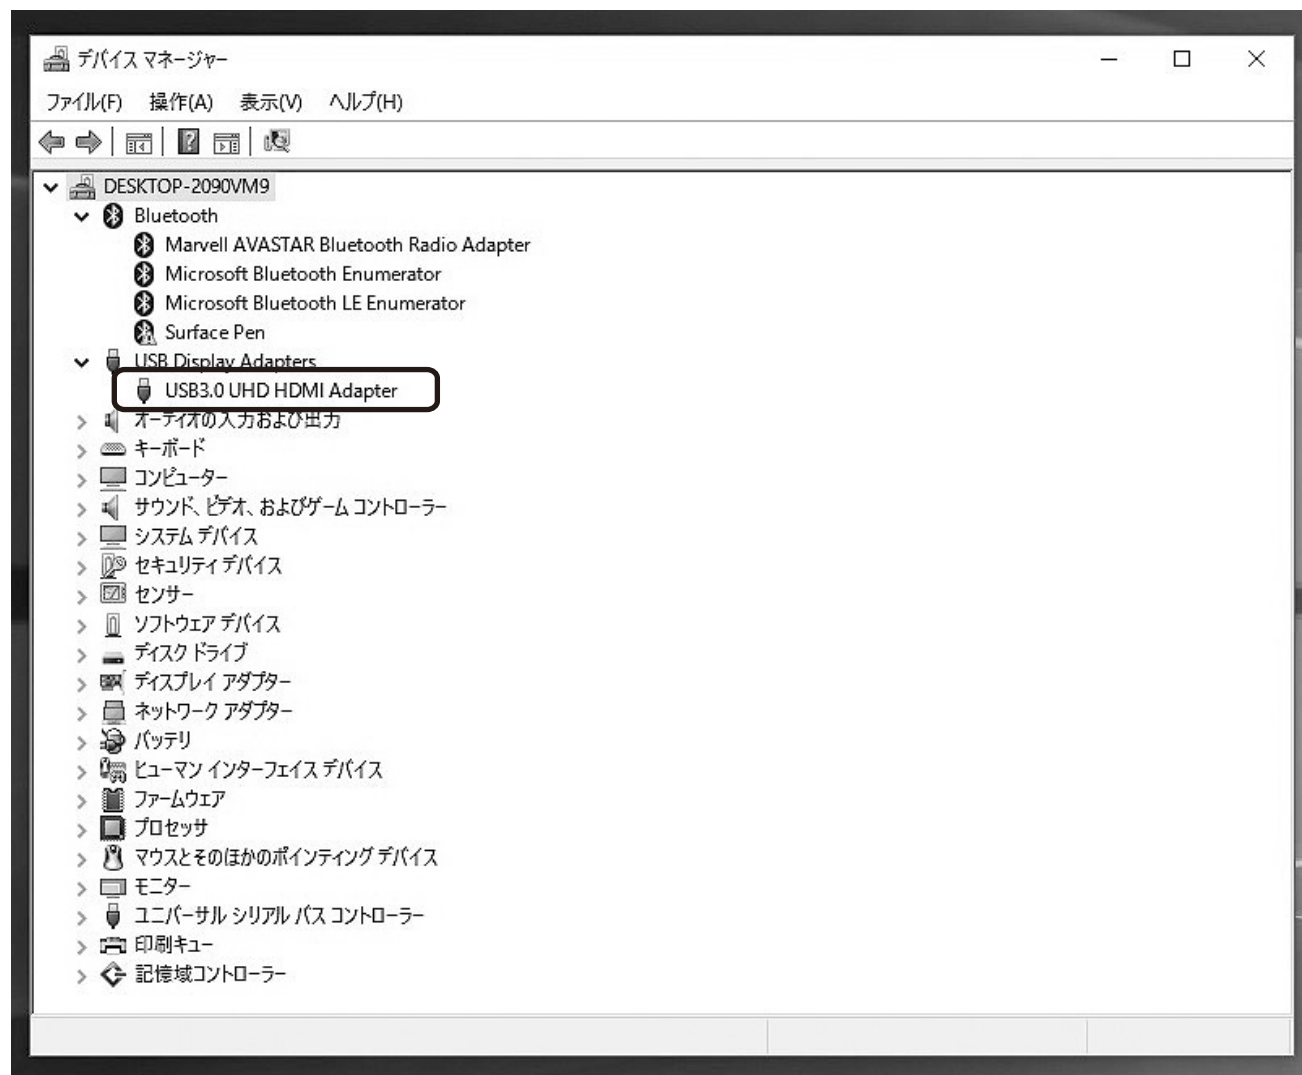 デバイス マネージャー
ファイル(F) 操作(A) 表示(V) ヘルプ(H)
DESKTOP-2090VM9
Bluetooth
Marvell AVASTAR Bluetooth Radio Adapter
Microsoft Bluetooth Enumerator
Microsoft Bluetooth LE Enumerator
Surface Pen
USB Display Adapters
USB3.0 UHD HDMI Adapter
オーディオの入力および出力
キーボード
コンピューター
サウンド、ビデオ、およびゲーム コントローラー
システム デバイス
セキュリティ デバイス
センサー
ソフトウェア デバイス
ディスク ドライブ
ディスプレイ アダプター
ネットワーク アダプター
バッテリ
ヒューマン インターフェイス デバイス
ファームウェア
プロセッサ
マウスとそのほかのポインティング デバイス
モニター
ユニバーサル シリアル バス コントローラー
印刷キュー
記憶域コントローラー